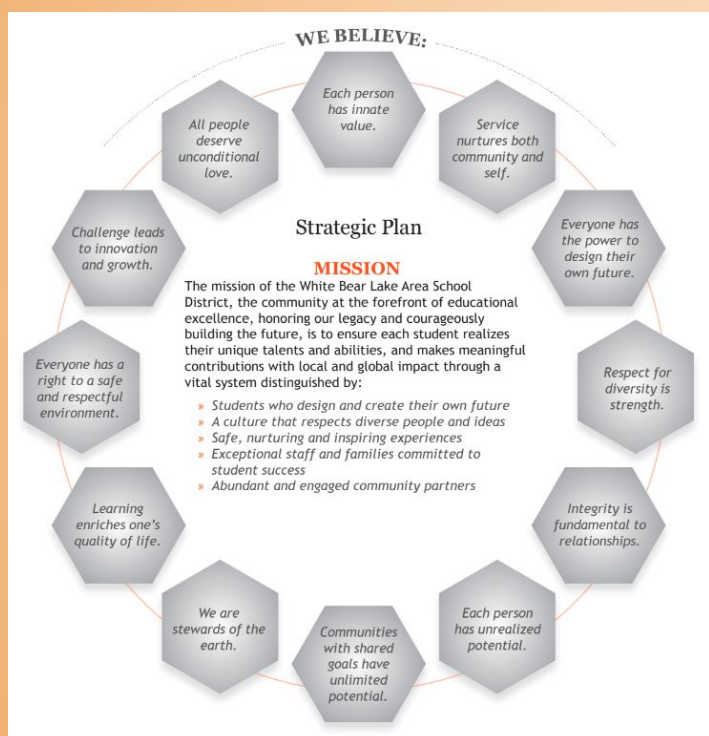 WE BELIEVE:
Each person
has innate
value.
Service
nurtures both
community and
self.
Everyone has
the power to
design their
own future.
Respect for
diversity is
strength.
Integrity is
fundamental to
relationships.
Each person
has unrealized
potential.
Communities
with shared
goals have
unlimited
potential.
We are
stewards of the
earth.
Learning
enriches one's
quality of life.
Everyone has a
right to a safe
and respectful
environment.
Challenge leads
to innovation
and growth.
All people
deserve
unconditional
love.
Strategic Plan
MISSION
The mission of the White Bear Lake Area School
District, the community at the forefront of educational
excellence, honoring our legacy and courageously
building the future, is to ensure each student realizes
their unique talents and abilities, and makes meaningful
contributions with local and global impact through a
vital system distinguished by:
» Students who design and create their own future
» A culture that respects diverse people and ideas
» Safe, nurturing and inspiring experiences
» Exceptional staff and families committed to
student success
» Abundant and engaged community partners